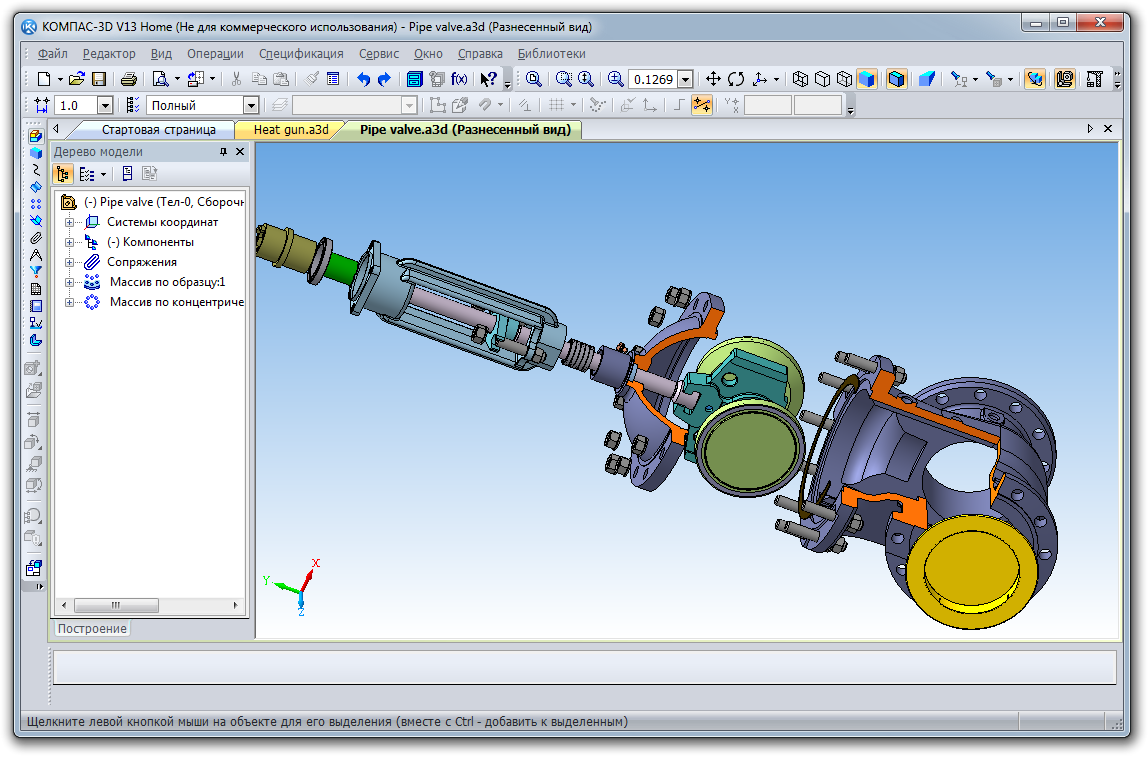 КОМПАС-3D V13 Home (Не для коммерческого использования) - Pipe valve.a3d (Разнесенный вид)
Файл Редактор Вид Операции Спецификация Сервис Окно Справка Библиотеки
f(x) 0.1269
1.0 Полный
Стартовая страница Heat gun.a3d Pipe valve.a3d (Разнесенный вид)
Дерево модели
(-) Pipe valve (Тел-0, Сбороч
Системы координат
(-) Компоненты
Сопряжения
Массив по образцу:1
Массив по концентриче
X
Y
Z
Построение
Щелкните левой кнопкой мыши на объекте для его выделения (вместе с Ctrl - добавить к выделенным)